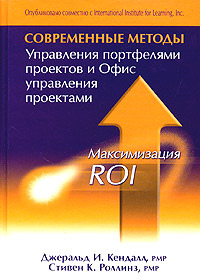 Опубликовано совместно с International Institute for Learning, Inc.
СОВРЕМЕННЫЕ МЕТОДЫ
Управления портфелями
проектов и Офис
управления
проектами
Максимизация
ROI
Джеральд И. Кендалл, PMP
Стивен К. Роллинз, PMP